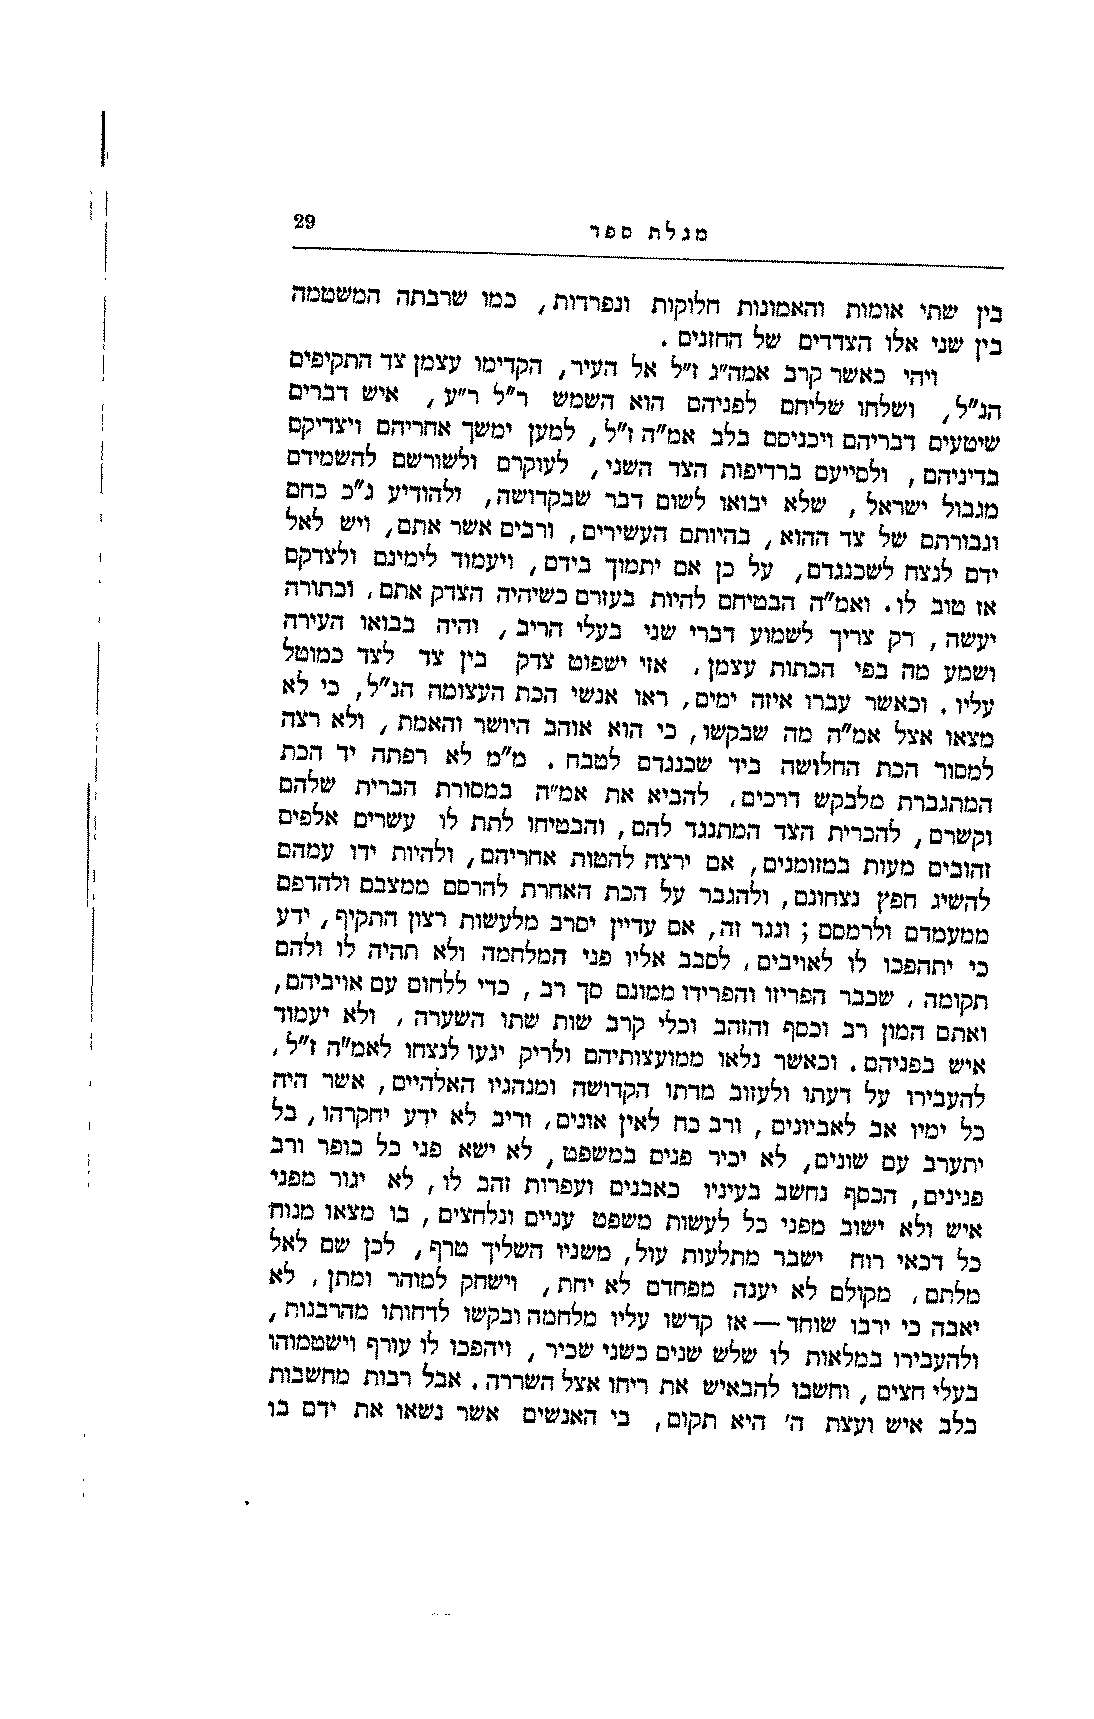 מגלת ספר
29
בין שתי אומות והאמונות חלוקות ונפרדות, כמו שרבתה המשטמה
בין שני אלו הצדדים של החזנים.
ויהי כאשר קרב אמה"ג ז"ל אל העיר, הקדימו עצמן צד התקיפים
הנ"ל, ושלחו שליחם לפניהם הוא השמש ר"ל ר"ע, איש דברים
שיטעים דבריהם ויכניסם בלב אמ"ה ז"ל, למען ימשך אחריהם ויצדיקם
בדיניהם, ולסייעם ברדיפות הצד השני, לעוקרם ולשורשם להשמידם
מגבול ישראל, שלא יבואו לשום דבר שבקדושה, ולהודיע ג"כ כחם
וגבורתם של צד ההוא, בהיותם העשירים, ורבים אשר אתם, ויש לאל
ידם לנצח לשכנגדם, על כן אם יתמוך בידם, ויעמוד לימינם ולצדקם
אז טוב לו. ואמ"ה הבטיחם להיות בעזרם כשיהיה הצדק אתם, וכתורה
יעשה, רק צריך לשמוע דברי שני בעלי הריב, והיה בבואו העירה
ושמע מה בפי הכתות עצמן, אזי ישפוט צדק בין צד לצד כמוטל
עליו. וכאשר עברו איזה ימים, ראו אנשי הכת העצומה הנ"ל, כי לא
מצאו אצל אמ"ה מה שבקשו, כי הוא אוהב היושר והאמת, ולא רצה
למסור הכת החלושה ביד שכנגדם לטבח. מ"מ לא רפתה יד הכת
המתגברת מלבקש דרכים, להביא את אמ"ה במסורת הברית שלהם
וקשרם, להכרית הצד המתנגד להם, והבטיחו לתת לו עשרים אלפים
זהובים מעות במזומנים, אם ירצה להטות אחריהם, ולהיות ידו עמהם
להשיג חפץ נצחונם, ולהגבר על הכת האחרת להרסם ממצבם ולהדפם
ממעמדם ולרמסם; ונגר זה, אם עדיין יסרב מלעשות רצון התקיף, ידע
כי יתהפכו לו לאויבים, לסבב אליו פני המלחמה ולא תהיה לו ולהם
תקומה, שכבר הפריזו והפרידו ממונם סך רב, כדי ללחום עם אויביהם,
ואתם המון רב וכסף והזהב וכלי קרב שות שתו השערה, ולא יעמוד
איש בפניהם. וכאשר נלאו ממועצותיהם ולריק יגעו לנצחו לאמ"ה ז"ל,
להעבירו על דעתו ולעזוב מדתו הקדושה ומנהגיו האלהיים, אשר היה
כל ימיו אב לאביונים, ורב כח לאין אונים, וריב לא ידע יחקרהו, בל
יתערב עם שונים, לא יכיר פנים במשפט, לא ישא פני כל כופר ורב
פנינים, הכסף נחשב בעיניו כאבנים ועפרות זהב לו, לא יגור מפני
איש ולא ישוב מפני כל לעשות משפט עניים ונלחצים, בו מצאו מנוח
כל דכאי רוח ישבר מתלעות עול, משניו השליך טרף, לכן שם לאל
מלתם, מקולם לא יענה מפחדם לא יחת, וישחק למוהר ומתן, לא
יאבה כי ירבו שוחד — אז קדשו עליו מלחמה ובקשו לדחותו מהרבנות,
ולהעבירו במלאות לו שלש שנים כשני שכיר, ויהפכו לו עורף וישטמוהו
בעלי חצים, וחשבו להבאיש את ריחו אצל השררה. אבל רבות מחשבות
בלב איש ועצת ה' היא תקום, כי האנשים אשר נשאו את ידם בו